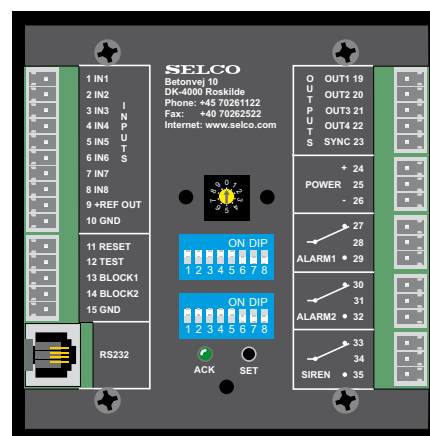 SELCO
Betonvej 10
DK-4000 Roskilde
Phone: +45 70261122
Fax: +40 70262522
Internet: www.selco.com
INPUTS
1 IN1
2 IN2
3 IN3
4 IN4
5 IN5
6 IN6
7 IN7
8 IN8
9 +REF OUT
10 GND
11 RESET
12 TEST
13 BLOCK1
14 BLOCK2
15 GND
RS232
ON DIP
1 2 3 4 5 6 7 8
ON DIP
1 2 3 4 5 6 7 8
ACK SET
OUTPUTS
OUT1 19
OUT2 20
OUT3 21
OUT4 22
SYNC 23
+ 24
POWER 25
- 26
27
28
ALARM1 29
30
31
ALARM2 32
33
34
SIREN 35